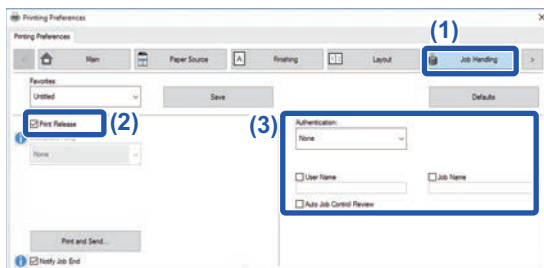 Printing Preferences
Printing Preferences
(1)
Main
Paper Source
Finishing
Layout
Job Handling
Favorites:
Untitled
Save
Defaults
Print Release
(2)
(3)
Authentication:
None
None
User Name
Job Name
Auto Job Control Review
Print and Send...
Notify Job End